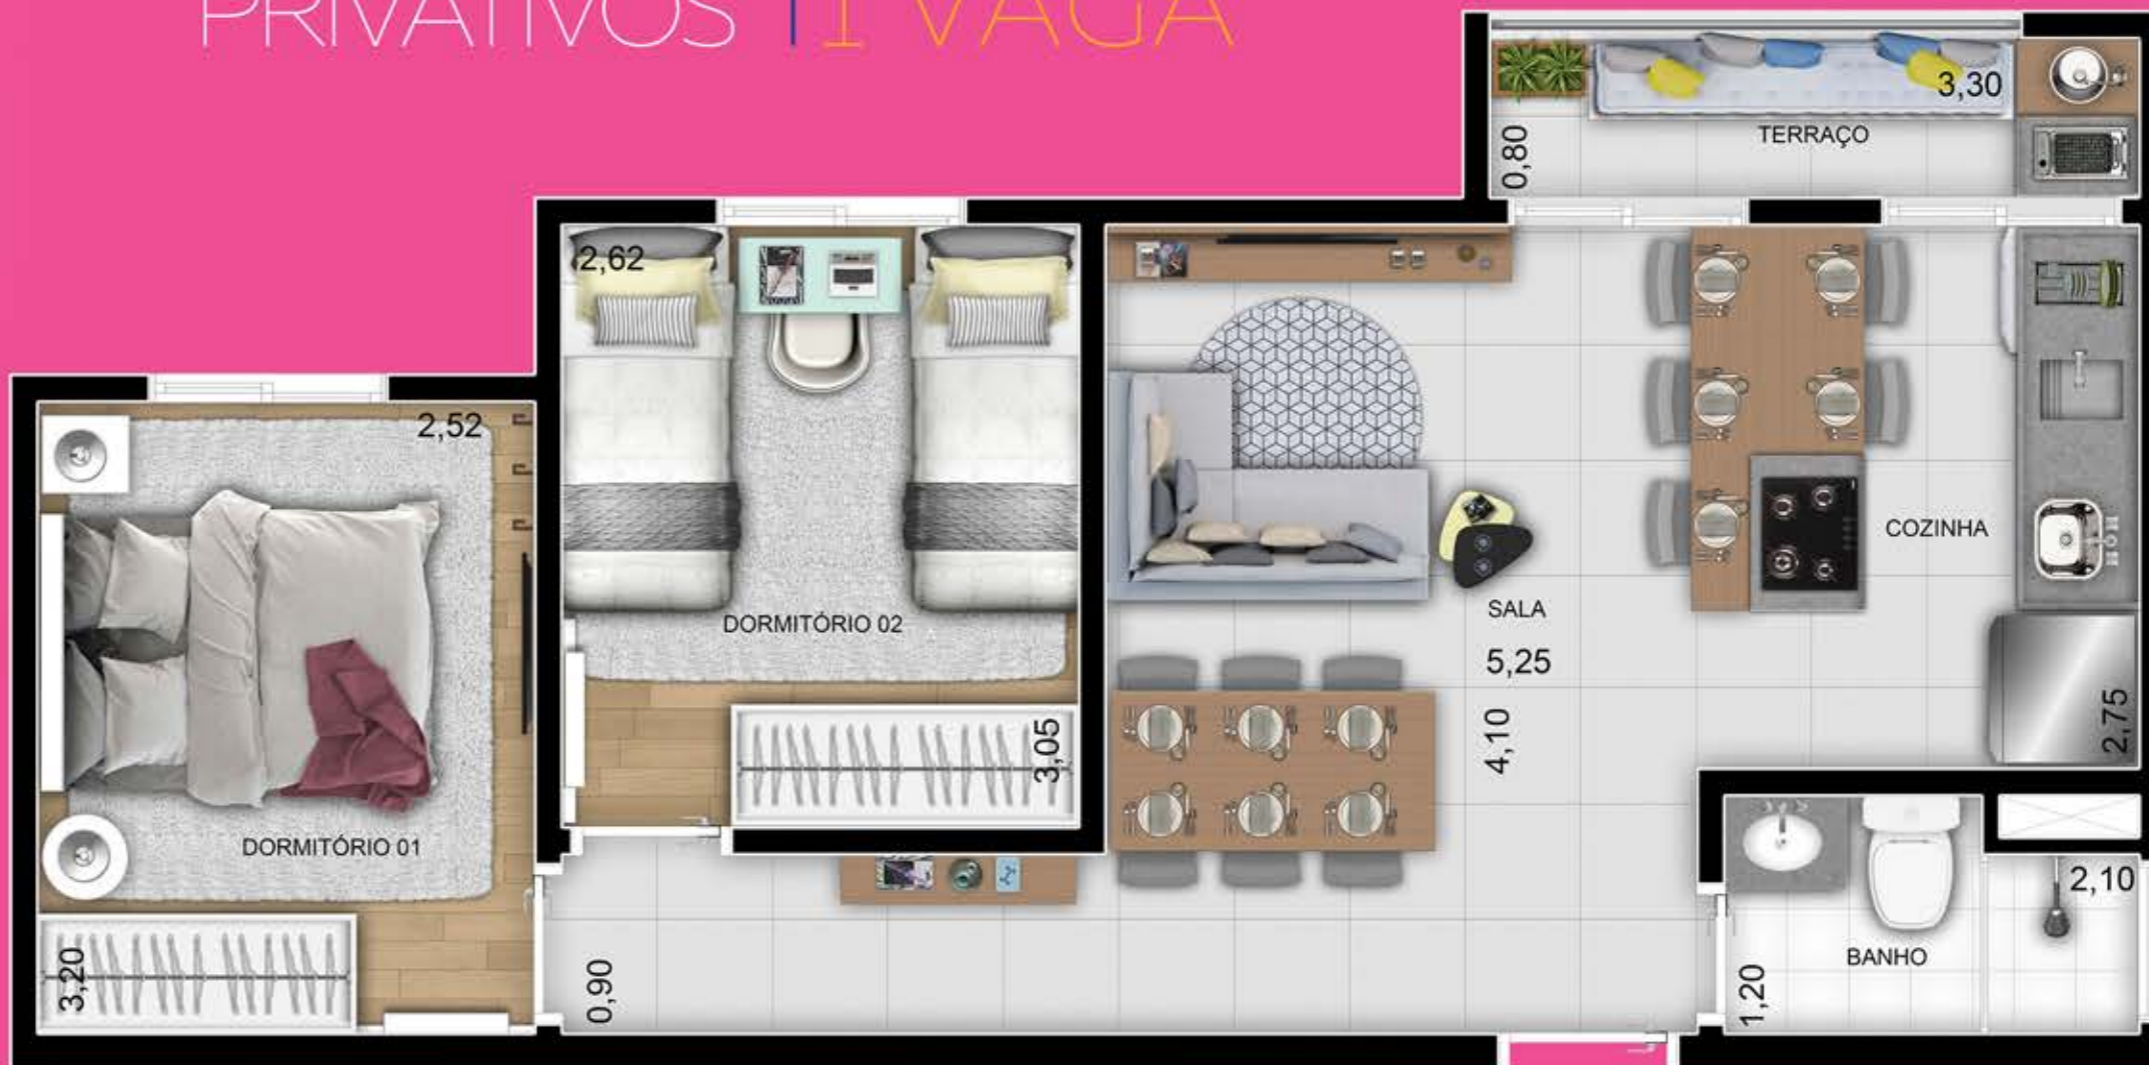 PRIVATIVOS | 1 VAGA
3,30
TERRAÇO
0,80
2,62
2,52
COZINHA
SALA
DORMITÓRIO 02
5,25
4,10
2,75
3,05
DORMITÓRIO 01
2,10
BANHO
3,20
0,90
1,20